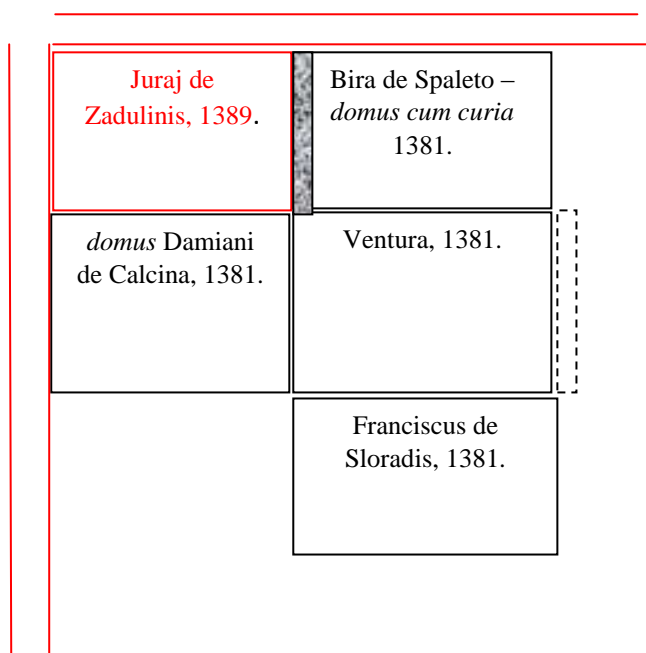 Juraj de
Zadulinis, 1389.
Bira de Spaleto –
domus cum curia
1381.
domus Damiani
de Calcina, 1381.
Ventura, 1381.
Franciscus de
Sloradis, 1381.